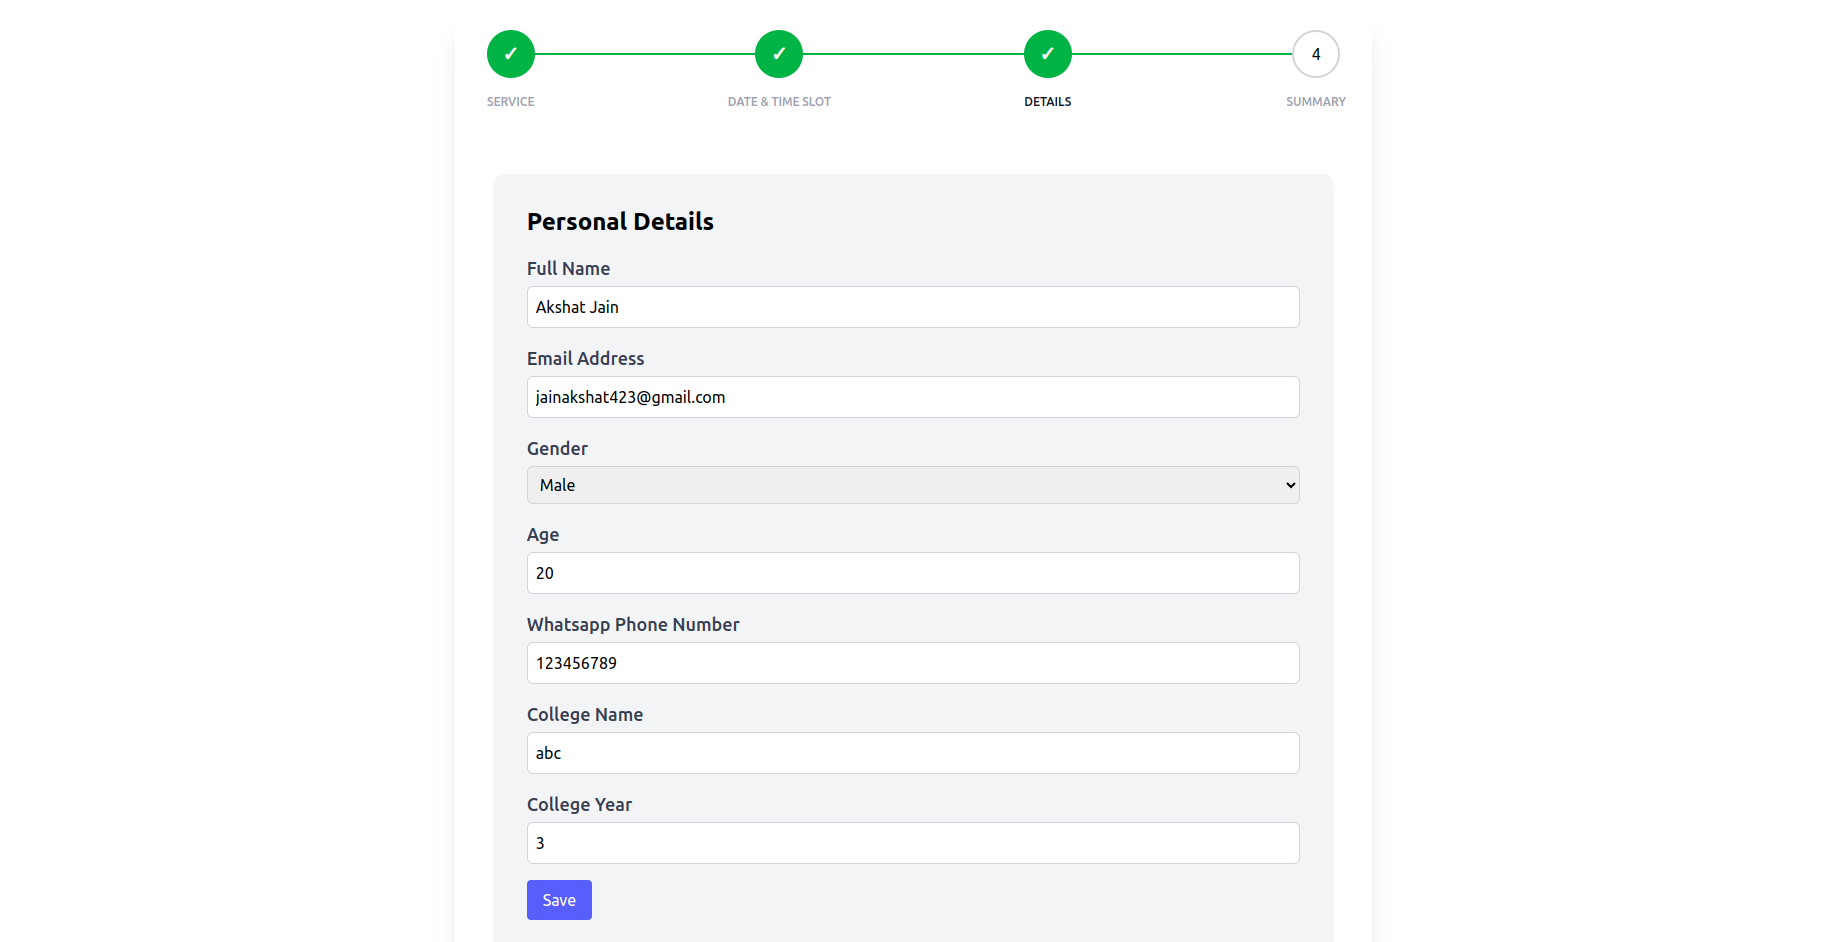 ✓ ✓ ✓ 4
SERVICE DATE & TIME SLOT DETAILS SUMMARY
Personal Details
Full Name
Akshat Jain
Email Address
jainakshat423@gmail.com
Gender
Male
Age
20
Whatsapp Phone Number
123456789
College Name
abc
College Year
3
Save